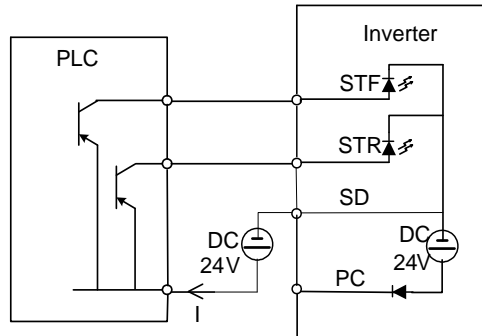 Inverter
PLC
STF
STR
SD
DC
24V
DC
24V
PC
I